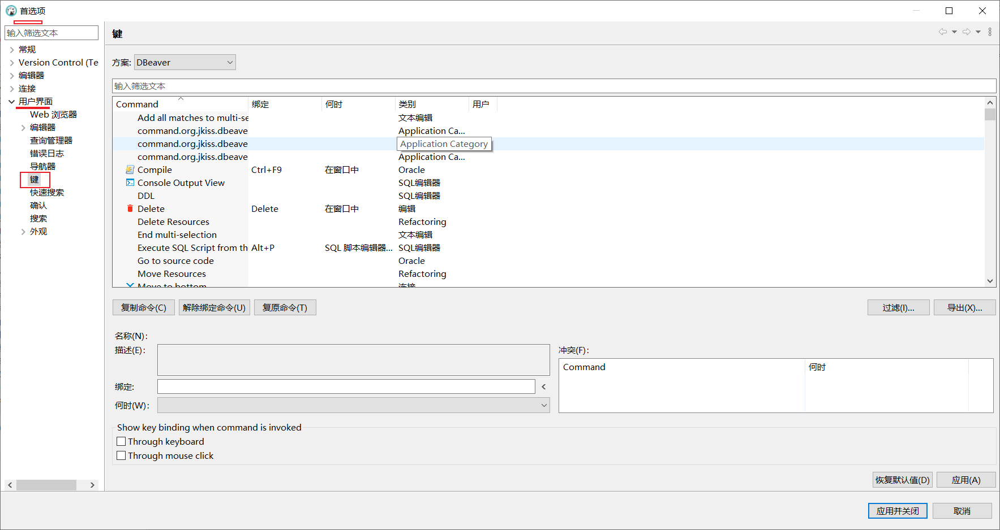 首选项
输入筛选文本
常规
Version Control (Te
编辑器
连接
用户界面
Web 浏览器
编辑器
查询管理器
错误日志
导航器
键
快速搜索
确认
搜索
外观
键
方案: DBeaver
输入筛选文本
Command 绑定 何时 类别 用户
Add all matches to multi-se 文本编辑
command.org.jkiss.dbeave Application Ca...
command.org.jkiss.dbeave Application Category
command.org.jkiss.dbeave Application Ca...
Compile Ctrl+F9 在窗口中 Oracle
Console Output View SQL编辑器
DDL SQL编辑器
Delete Delete 在窗口中 编辑
Delete Resources Refactoring
End multi-selection 文本编辑
Execute SQL Script from th Alt+P SQL 脚本编辑器... SQL编辑器
Go to source code Oracle
Move Resources Refactoring
Move to bottom 连接
复制命令(C) 解除绑定命令(U) 复原命令(T) 过滤(I)... 导出(X)...
名称(N):
描述(E):
绑定: <
何时(W):
冲突(F):
Command 何时
Show key binding when command is invoked
Through keyboard
Through mouse click
恢复默认值(D) 应用(A)
应用并关闭 取消